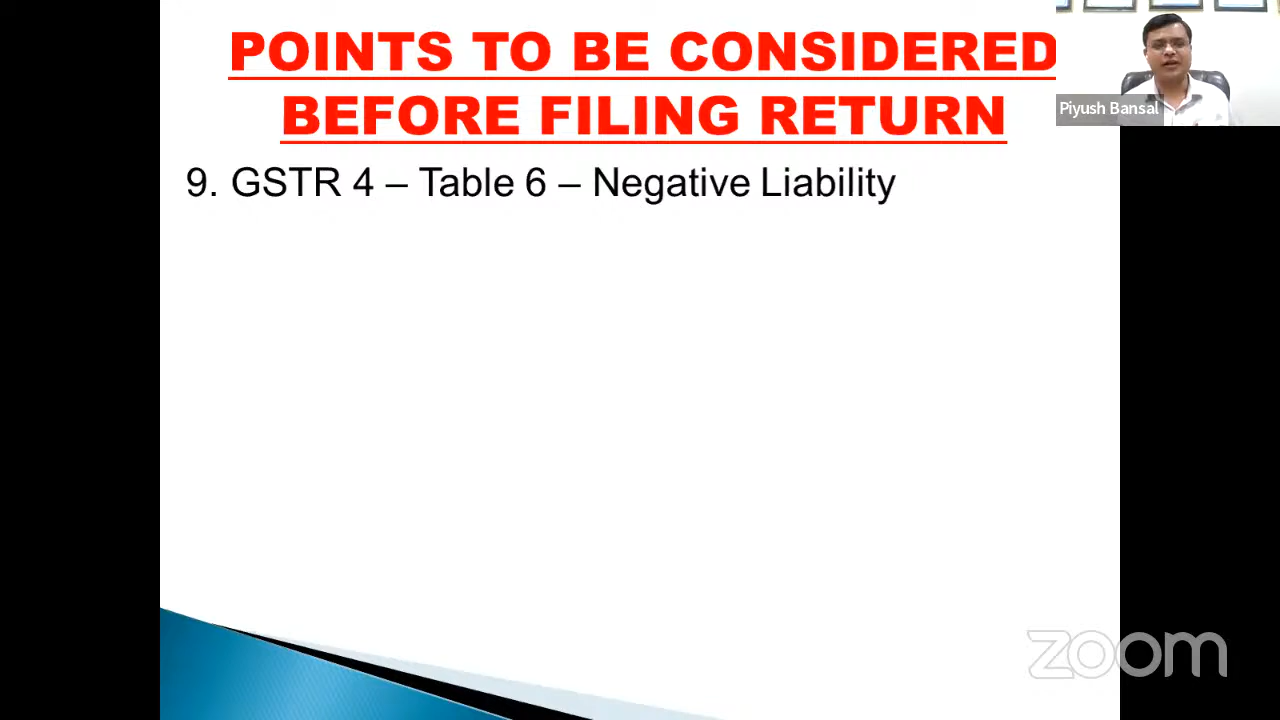 POINTS TO BE CONSIDERED
BEFORE FILING RETURN
Piyush Bansal
9. GSTR 4 – Table 6 – Negative Liability
zoom